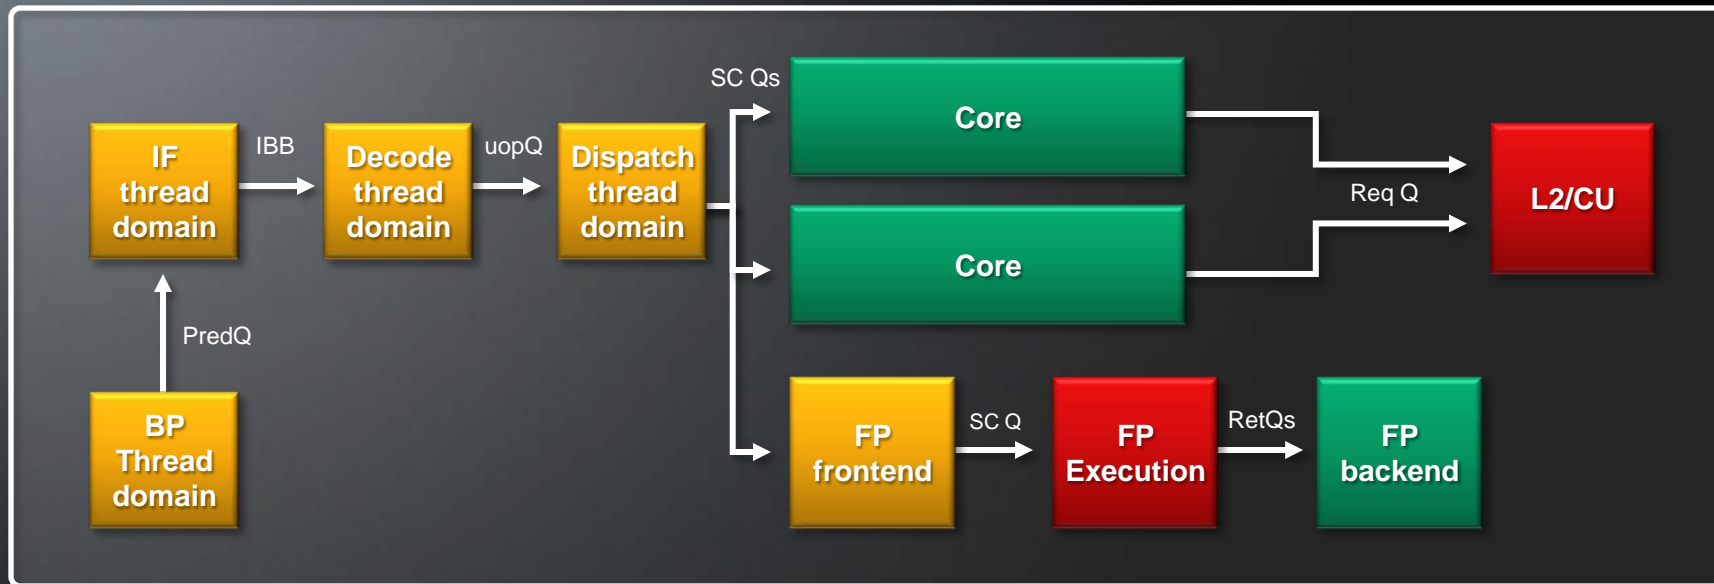 SC Qs
Core
IF
thread
domain
IBB
Decode
thread
domain
uopQ
Dispatch
thread
domain
Req Q
L2/CU
Core
PredQ
BP
Thread
domain
FP
frontend
SC Q
FP
Execution
RetQs
FP
backend